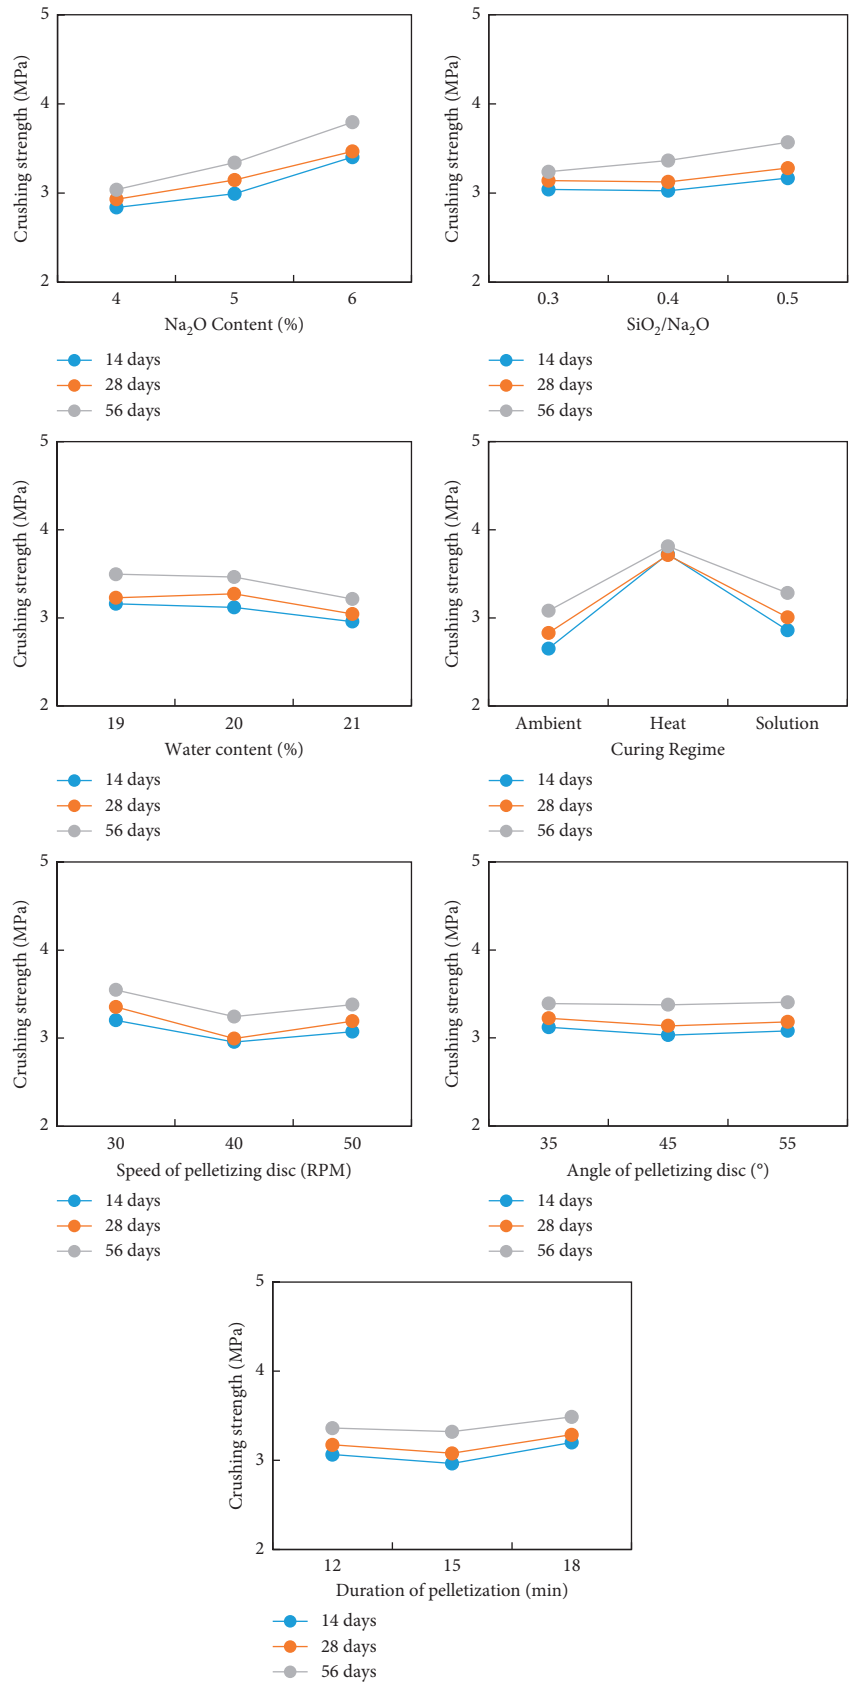 5
4
3
2
Crushing strength (MPa)
4 5 6
Na₂O Content (%)
14 days
28 days
56 days
5
4
3
2
Crushing strength (MPa)
0.3 0.4 0.5
SiO₂/Na₂O
14 days
28 days
56 days
5
4
3
2
Crushing strength (MPa)
19 20 21
Water content (%)
14 days
28 days
56 days
5
4
3
2
Crushing strength (MPa)
Ambient Heat Solution
Curing Regime
14 days
28 days
56 days
5
4
3
2
Crushing strength (MPa)
30 40 50
Speed of pelletizing disc (RPM)
14 days
28 days
56 days
5
4
3
2
Crushing strength (MPa)
35 45 55
Angle of pelletizing disc (°)
14 days
28 days
56 days
5
4
3
2
Crushing strength (MPa)
12 15 18
Duration of pelletization (min)
14 days
28 days
56 days